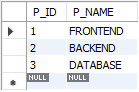 P_ID P_NAME
1 FRONTEND
2 BACKEND
3 DATABASE
NULL NULL